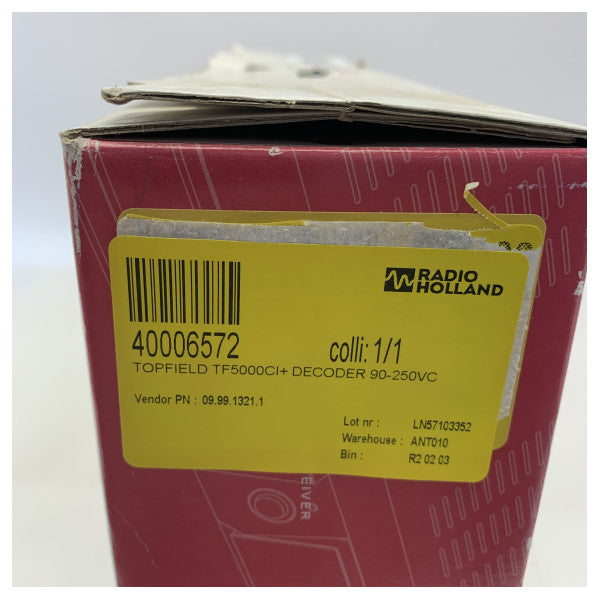 RADIO
HOLLAND
40006572 colli: 1/1
TOPFIELD TF5000CI+ DECODER 90-250VC
Vendor PN : 09.99.1321.1
Lot nr : LN57103352
Warehouse : ANT010
Bin : R2 02 03
EIVER